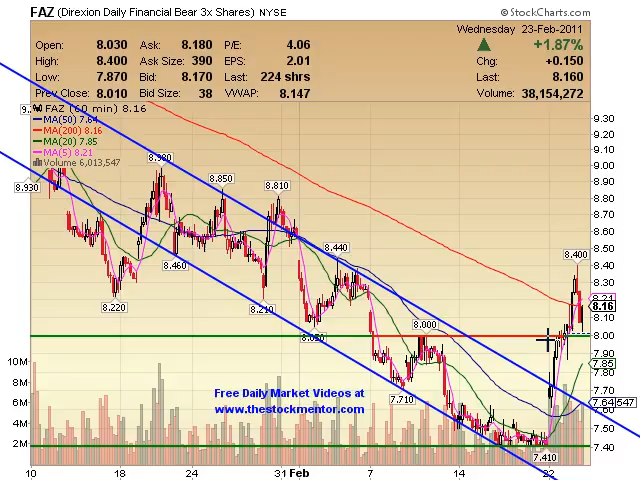 FAZ (Direxion Daily Financial Bear 3x Shares) NYSE
© StockCharts.com
Wednesday 23-Feb-2011
Open: 8.030 Ask: 8.180 P/E: 4.06 +1.87%
High: 8.400 Ask Size: 390 EPS: 2.01 Chg: +0.150
Low: 7.870 Bid: 8.170 Last: 224 shrs Last: 8.160
Prev Close: 8.010 Bid Size: 38 VWAP: 8.147 Volume: 38,154,272
FAZ (60 min) 8.16
MA(50) 7.64
MA(200) 8.16
MA(20) 7.85
MA(5) 8.21
Volume 6,013,547
9.30
9.20
9.10
9.00
8.90
8.80
8.70
8.60
8.50
8.40
8.30
8.21
8.16
8.10
8.00
7.90
7.85
7.80
7.70
7.64
547
7.50
7.40
8.930
8.980
8.850
8.810
8.460
8.220
8.210
8.440
8.400
8.050
8.000
7.710
7.410
10M
8M
6M
4M
2M
Free Daily Market Videos at
www.thestockmentor.com
10 18 24 31 Feb 7 14 22